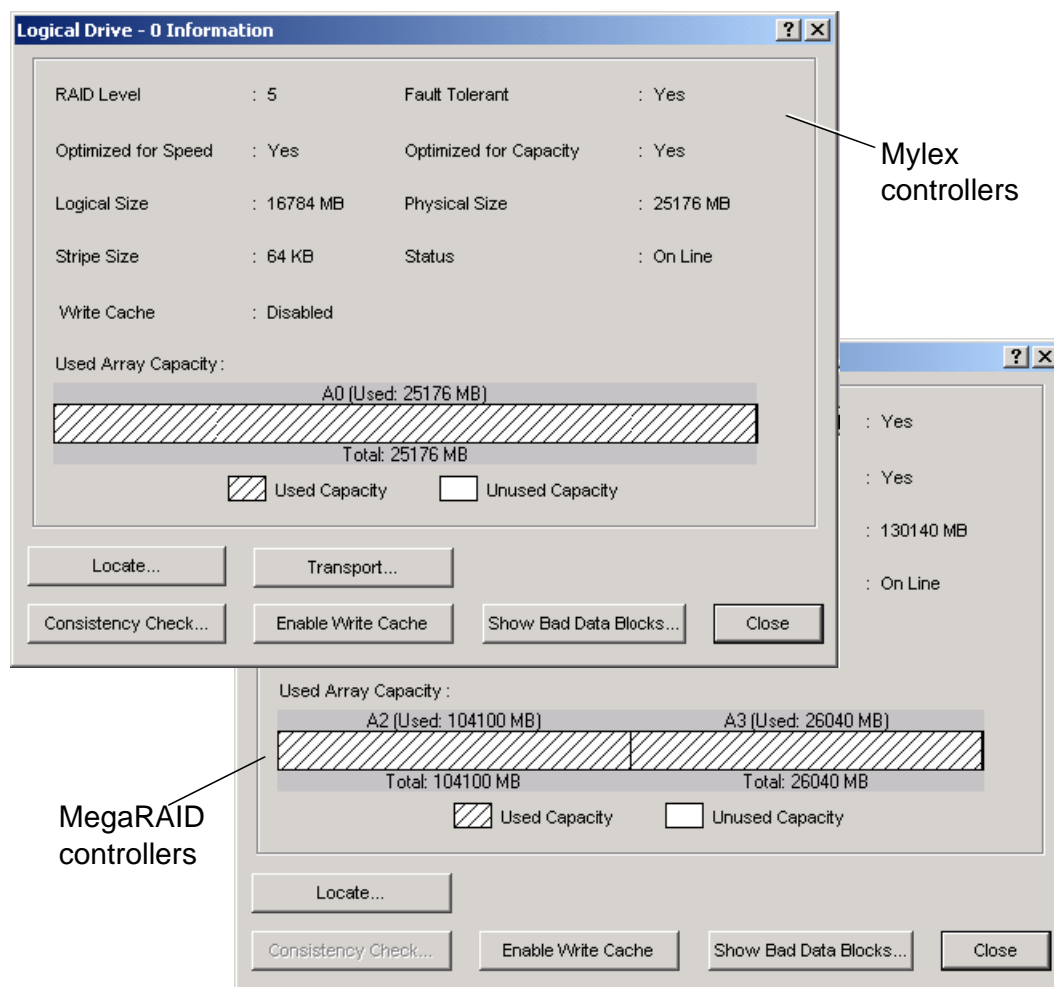 Logical Drive - 0 Information
RAID Level : 5 Fault Tolerant : Yes
Optimized for Speed : Yes Optimized for Capacity : Yes
Logical Size : 16784 MB Physical Size : 25176 MB
Stripe Size : 64 KB Status : On Line
Write Cache : Disabled
Used Array Capacity :
A0 (Used: 25176 MB)
Total: 25176 MB
Used Capacity Unused Capacity
Locate... Transport...
Consistency Check... Enable Write Cache Show Bad Data Blocks... Close
Mylex
controllers
: Yes
: Yes
: 130140 MB
: On Line
Used Array Capacity :
A2 (Used: 104100 MB) A3 (Used: 26040 MB)
Total: 104100 MB Total: 26040 MB
Used Capacity Unused Capacity
Locate...
Consistency Check... Enable Write Cache Show Bad Data Blocks... Close
MegaRAID
controllers